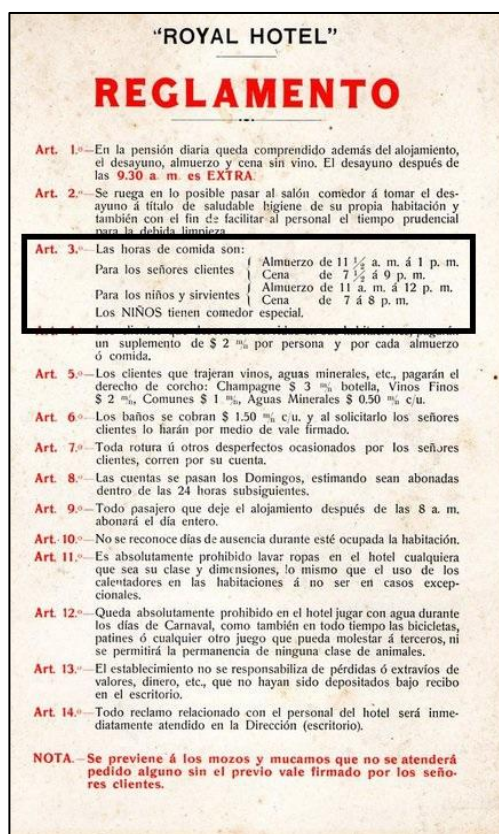 "ROYAL HOTEL"
REGLAMENTO
Art. 1.º—En la pensión diaria queda comprendido además del alojamiento,
el desayuno, almuerzo y cena sin vino. El desayuno después de
las 9.30 a. m. es EXTRA.
Art. 2.º—Se ruega en lo posible pasar al salón comedor á tomar el des-
ayuno á título de saludable higiene de su propia habitación y
también con el fin de facilitar al personal el tiempo prudencial
para la debida limpieza
Art. 3.º—Las horas de comida son:
Para los señores clientes { Almuerzo de 11 ½ a. m. á 1 p. m.
Cena de 7 ½ á 9 p. m.
Para los niños y sirvientes { Almuerzo de 11 a. m. á 12 p. m.
Cena de 7 á 8 p. m.
Los NIÑOS tienen comedor especial.
un suplemento de $ 2 m/n por persona y por cada almuerzo
ó comida.
Art. 5.º—Los clientes que trajeran vinos, aguas minerales, etc., pagarán el
derecho de corcho: Champagne $ 3 m/n botella, Vinos Finos
$ 2 m/n, Comunes $ 1 m/n, Aguas Minerales $ 0.50 m/n c/u.
Art. 6.º—Los baños se cobran $ 1.50 m/n c/u. y al solicitarlo los señores
clientes lo harán por medio de vale firmado.
Art. 7.º—Toda rotura ú otros desperfectos ocasionados por los señores
clientes, corren por su cuenta.
Art. 8.º—Las cuentas se pasan los Domingos, estimando sean abonadas
dentro de las 24 horas subsiguientes.
Art. 9.º—Todo pasajero que deje el alojamiento después de las 8 a. m.
abonará el día entero.
Art. 10.º—No se reconoce días de ausencia durante esté ocupada la habitación.
Art. 11.º—Es absolutamente prohibido lavar ropas en el hotel cualquiera
que sea su clase y dimensiones, lo mismo que el uso de los
calentadores en las habitaciones á no ser en casos excep-
cionales.
Art. 12.º—Queda absolutamente prohibido en el hotel jugar con agua durante
los días de Carnaval, como también en todo tiempo las bicicletas,
patines ó cualquier otro juego que pueda molestar á terceros, ni
se permitirá la permanencia de ninguna clase de animales.
Art. 13.º—El establecimiento no se responsabiliza de pérdidas ó extravíos de
valores, dinero, etc., que no hayan sido depositados bajo recibo
en el escritorio.
Art. 14.º—Todo reclamo relacionado con el personal del hotel será inme-
diatamente atendido en la Dirección (escritorio).
NOTA.—Se previene á los mozos y mucamos que no se atenderá
pedido alguno sin el previo vale firmado por los seño-
res clientes.